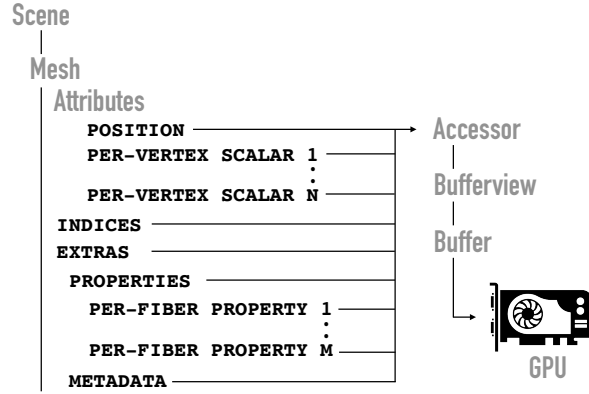 Scene
Mesh
Attributes
POSITION
PER-VERTEX SCALAR 1
PER-VERTEX SCALAR N
INDICES
EXTRAS
PROPERTIES
PER-FIBER PROPERTY 1
PER-FIBER PROPERTY M
METADATA
Accessor
Bufferview
Buffer
GPU